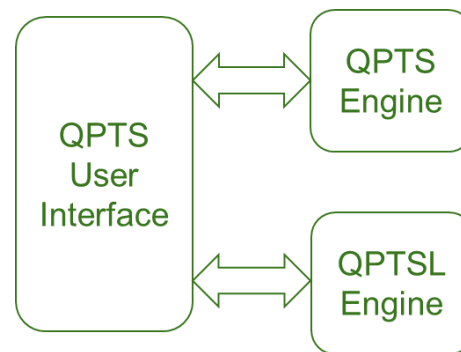 QPTS
User
Interface
QPTS
Engine
QPTSL
Engine